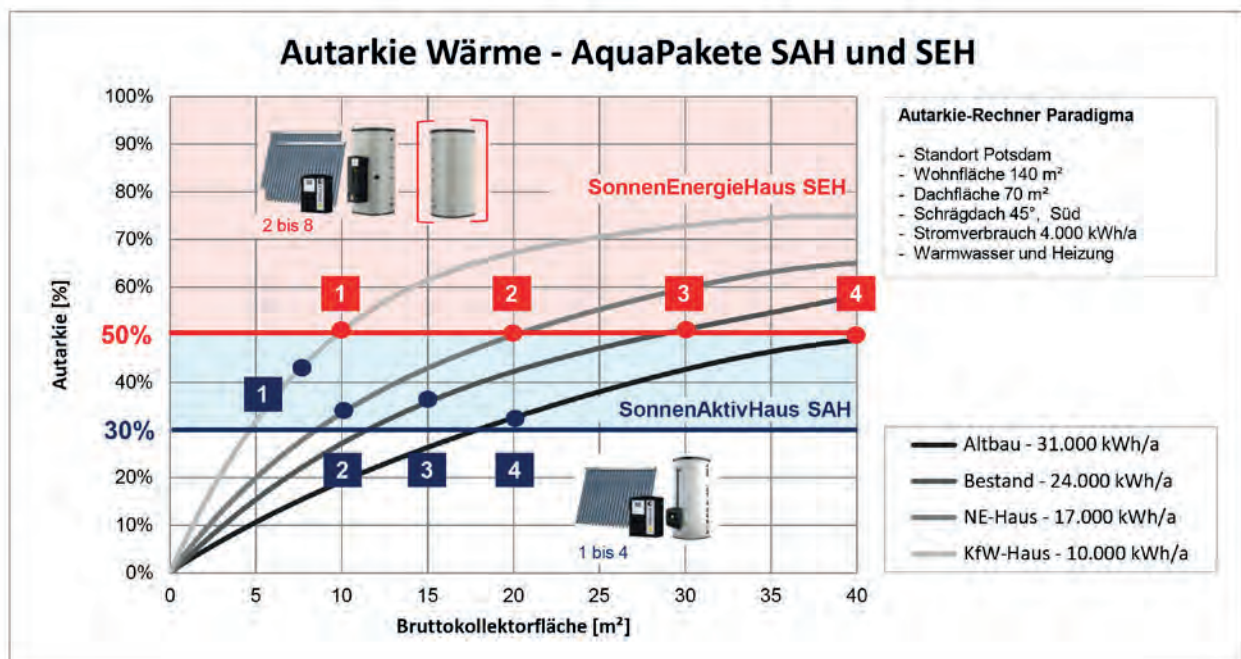 Autarkie Wärme - AquaPakete SAH und SEH
Autarkie [%]
100%
90%
80%
70%
60%
50%
40%
30%
20%
10%
0%
0
5
10
15
20
25
30
35
40
Bruttokollektorfläche [m²]
2 bis 8
SonnenEnergieHaus SEH
1
2
3
4
1
SonnenAktivHaus SAH
2
3
4
1 bis 4
Autarkie-Rechner Paradigma
- Standort Potsdam
- Wohnfläche 140 m²
- Dachfläche 70 m²
- Schrägdach 45°, Süd
- Stromverbrauch 4.000 kWh/a
- Warmwasser und Heizung
Altbau - 31.000 kWh/a
Bestand - 24.000 kWh/a
NE-Haus - 17.000 kWh/a
KfW-Haus - 10.000 kWh/a